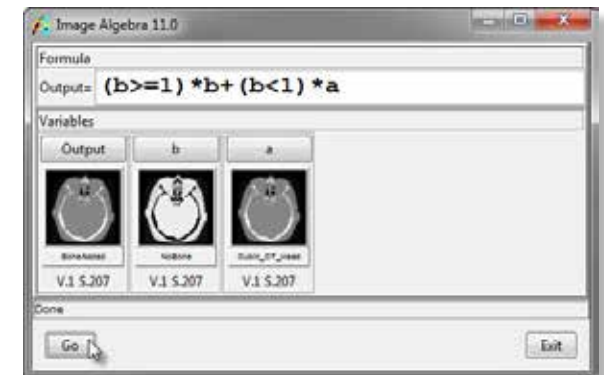 Image Algebra 11.0
Formula
Output= (b>=1)*b+(b<1)*a
Variables
Output b a
NoBone
V.1 S.207 V.1 S.207 V.1 S.207
Done
Go Exit